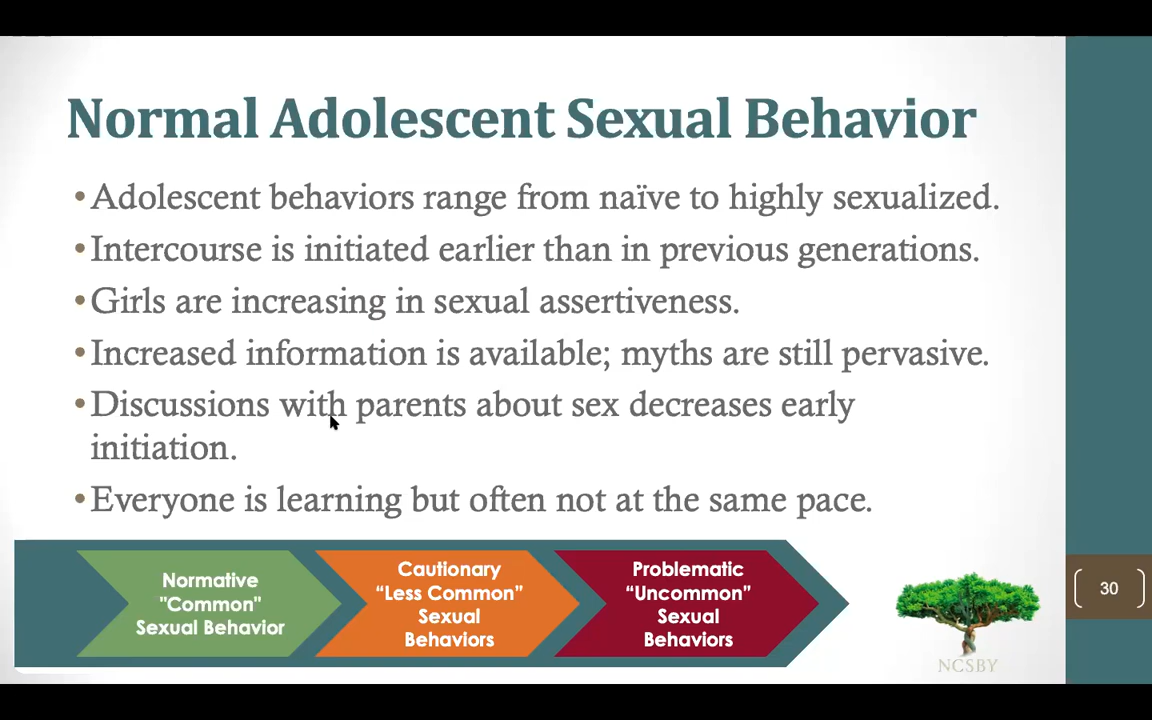 Normal Adolescent Sexual Behavior
•Adolescent behaviors range from naïve to highly sexualized.
•Intercourse is initiated earlier than in previous generations.
•Girls are increasing in sexual assertiveness.
•Increased information is available; myths are still pervasive.
•Discussions with parents about sex decreases early
initiation.
•Everyone is learning but often not at the same pace.
Normative
"Common"
Sexual Behavior
Cautionary
“Less Common”
Sexual
Behaviors
Problematic
“Uncommon”
Sexual
Behaviors
NCSBY
30